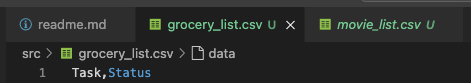 readme.md grocery_list.csv U movie_list.csv U
src > grocery_list.csv > data
1 Task,Status